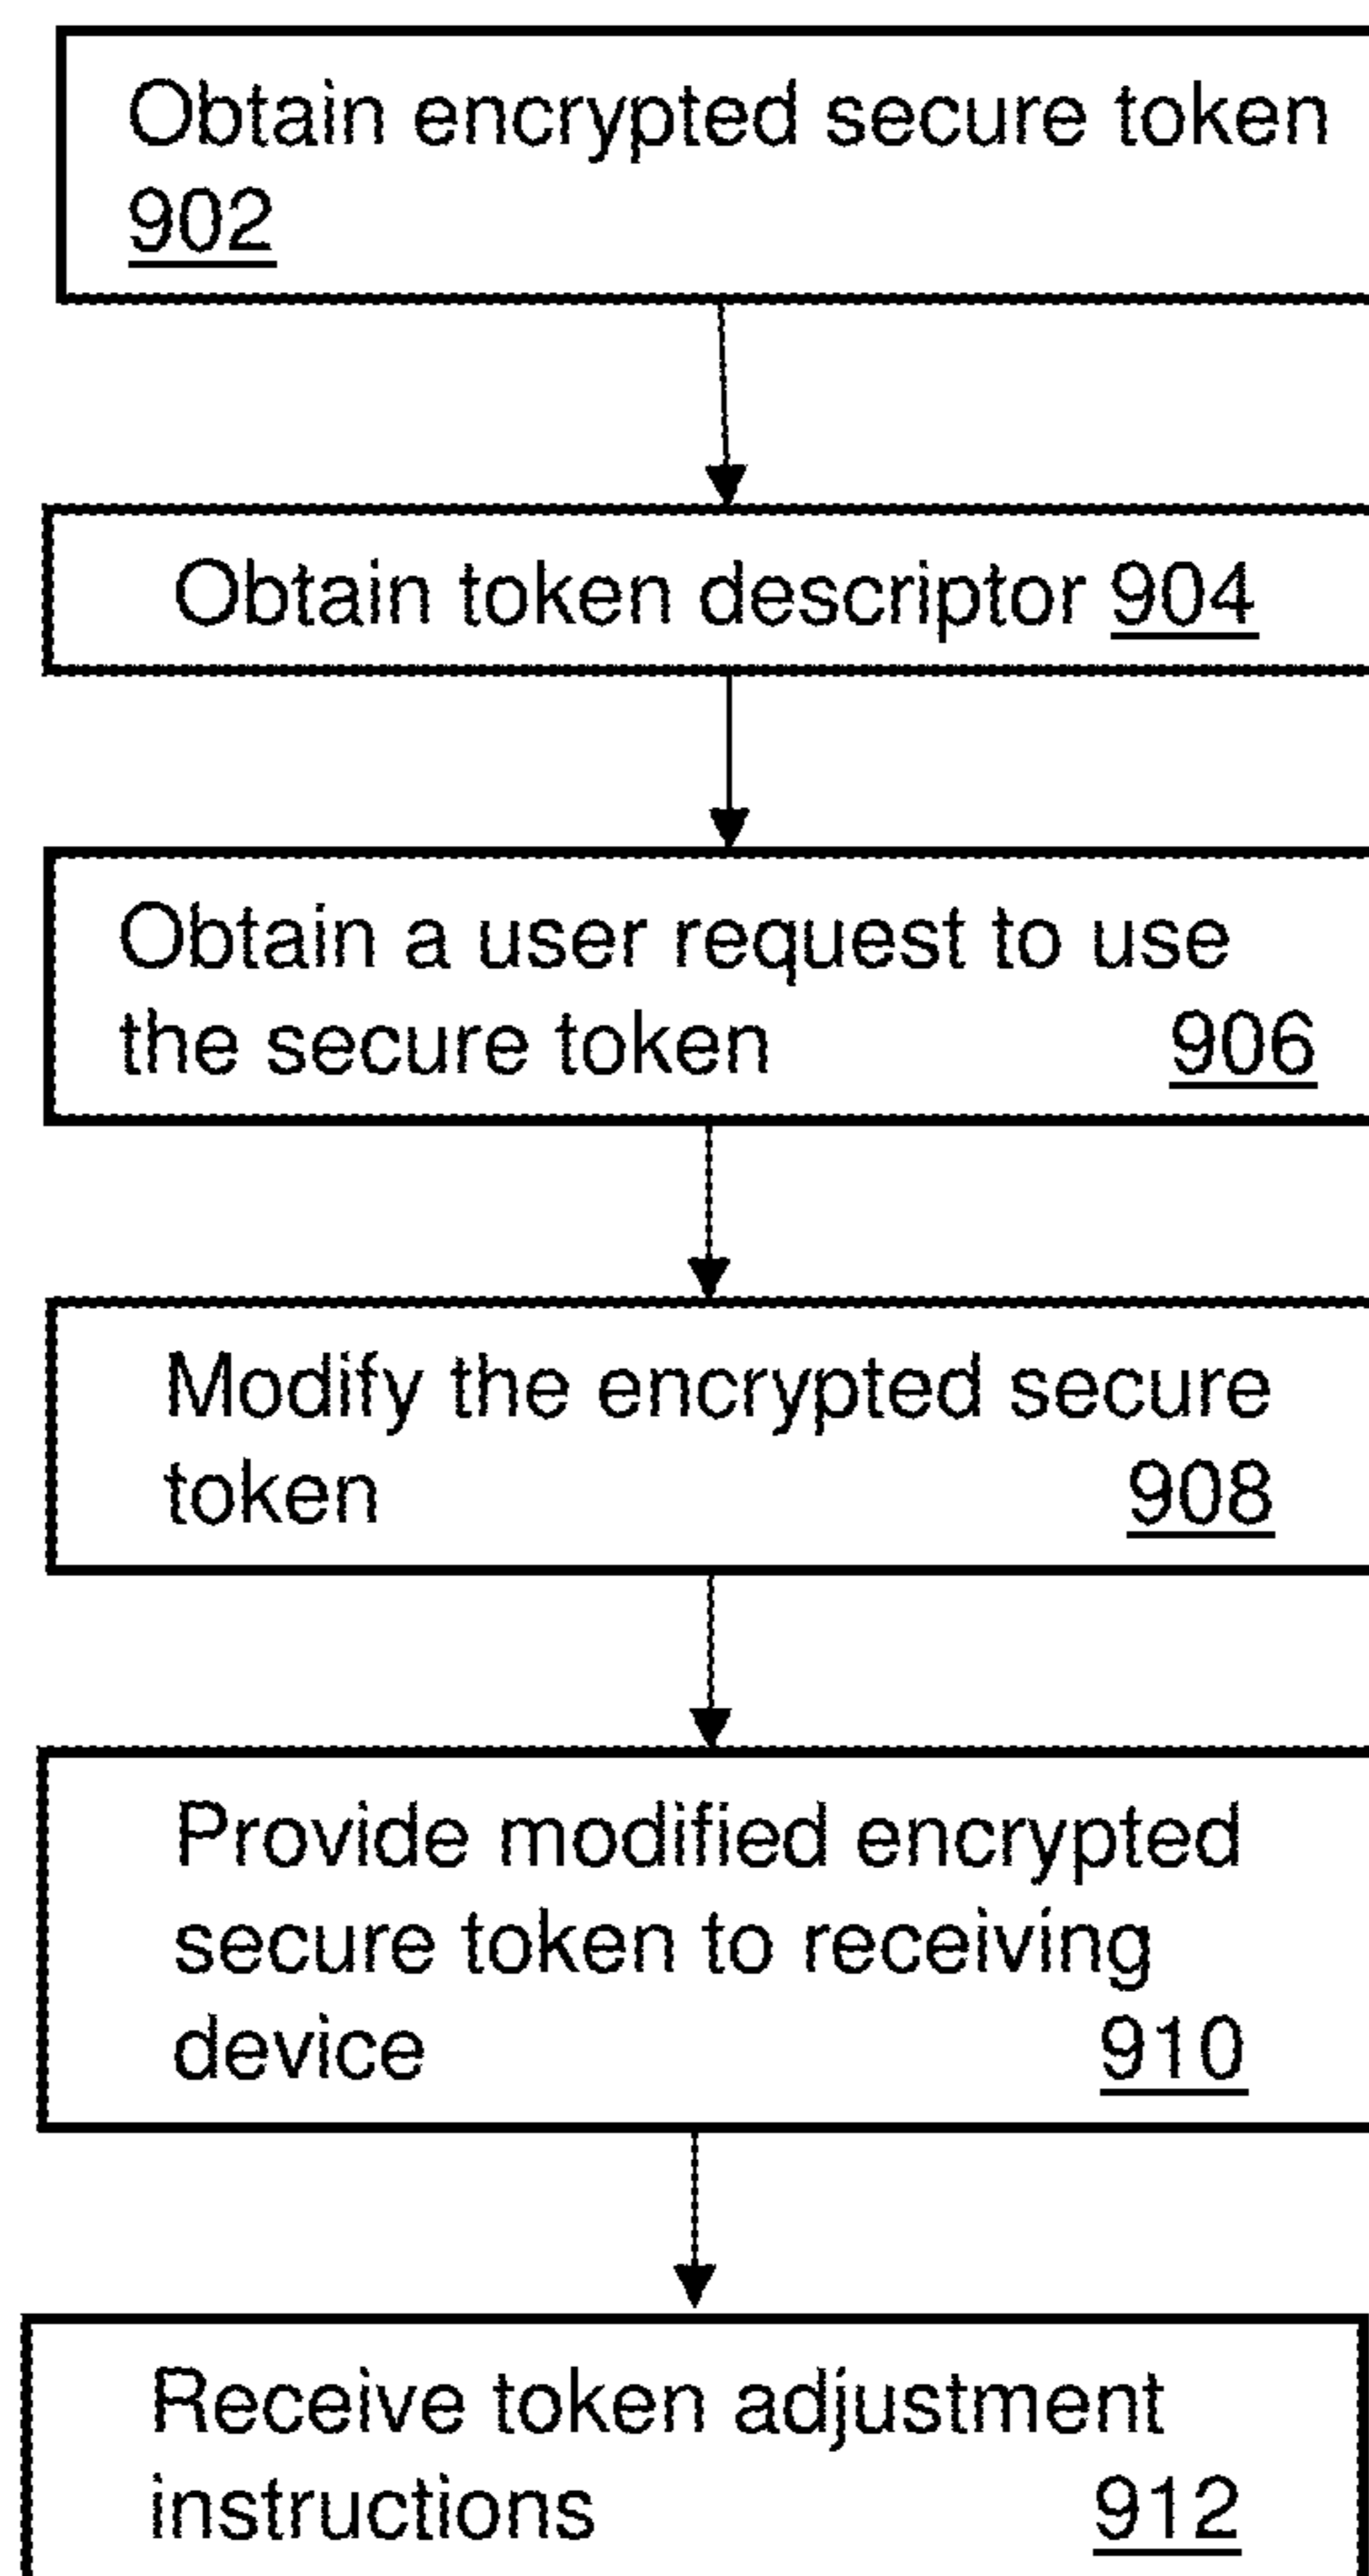 Obtain encrypted secure token
902
Obtain token descriptor 904
Obtain a user request to use
the secure token 906
Modify the encrypted secure
token 908
Provide modified encrypted
secure token to receiving
device 910
Receive token adjustment
instructions 912